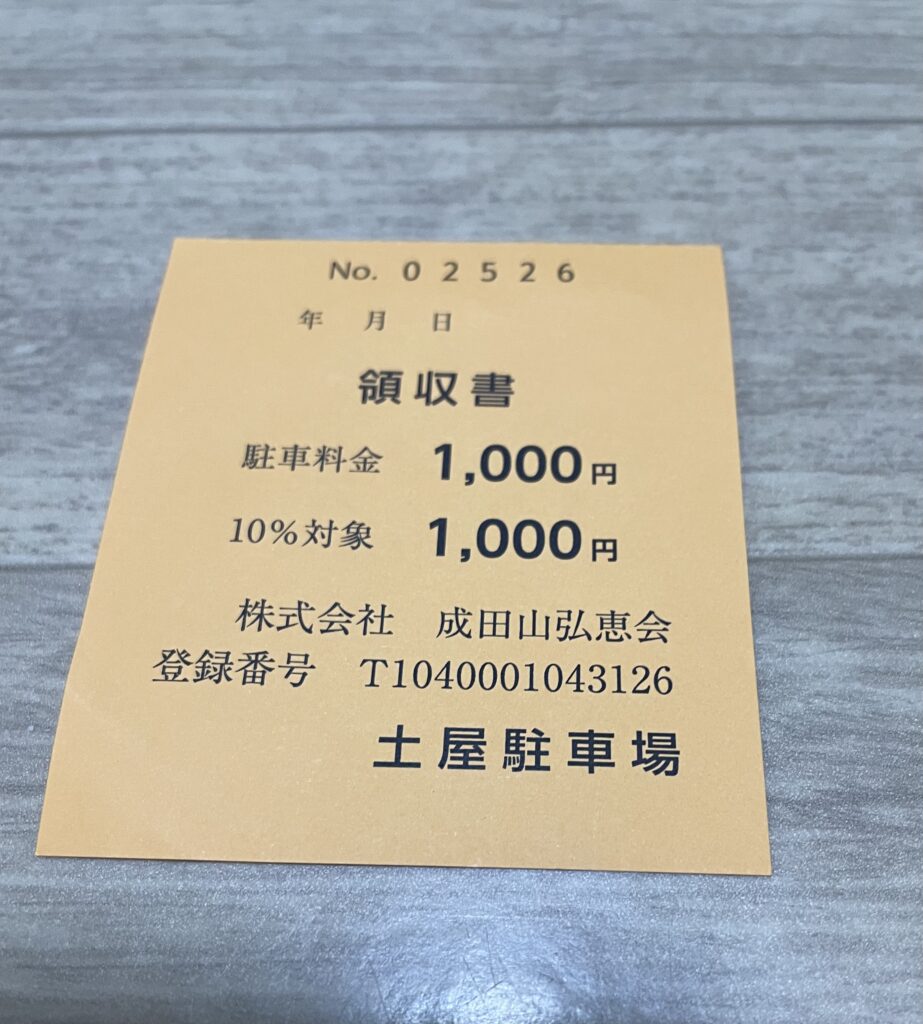 No. 02526
年 月 日
領収書
駐車料金 1,000円
10%対象 1,000円
株式会社 成田山弘恵会
登録番号 T1040001043126
土屋駐車場